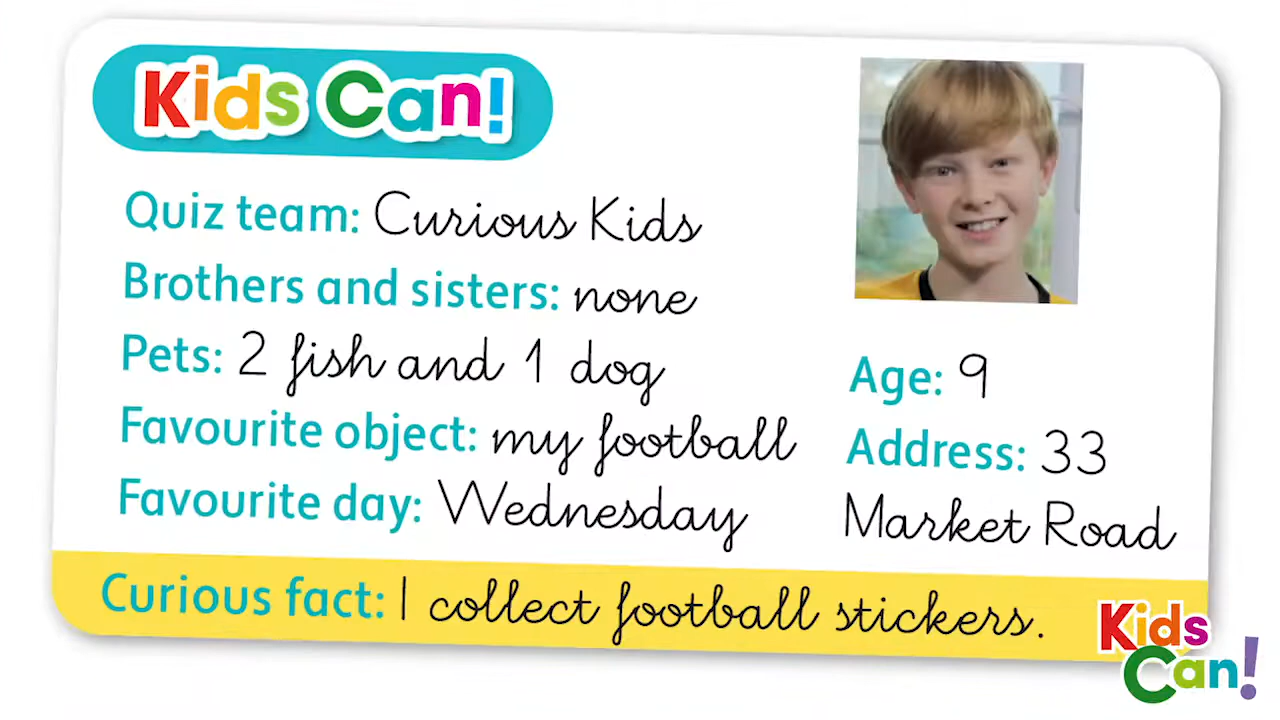 Kids Can!
Quiz team: Curious Kids
Brothers and sisters: none
Pets: 2 fish and 1 dog
Favourite object: my football
Favourite day: Wednesday
Age: 9
Address: 33
Market Road
Curious fact: I collect football stickers.
Kids
Can!